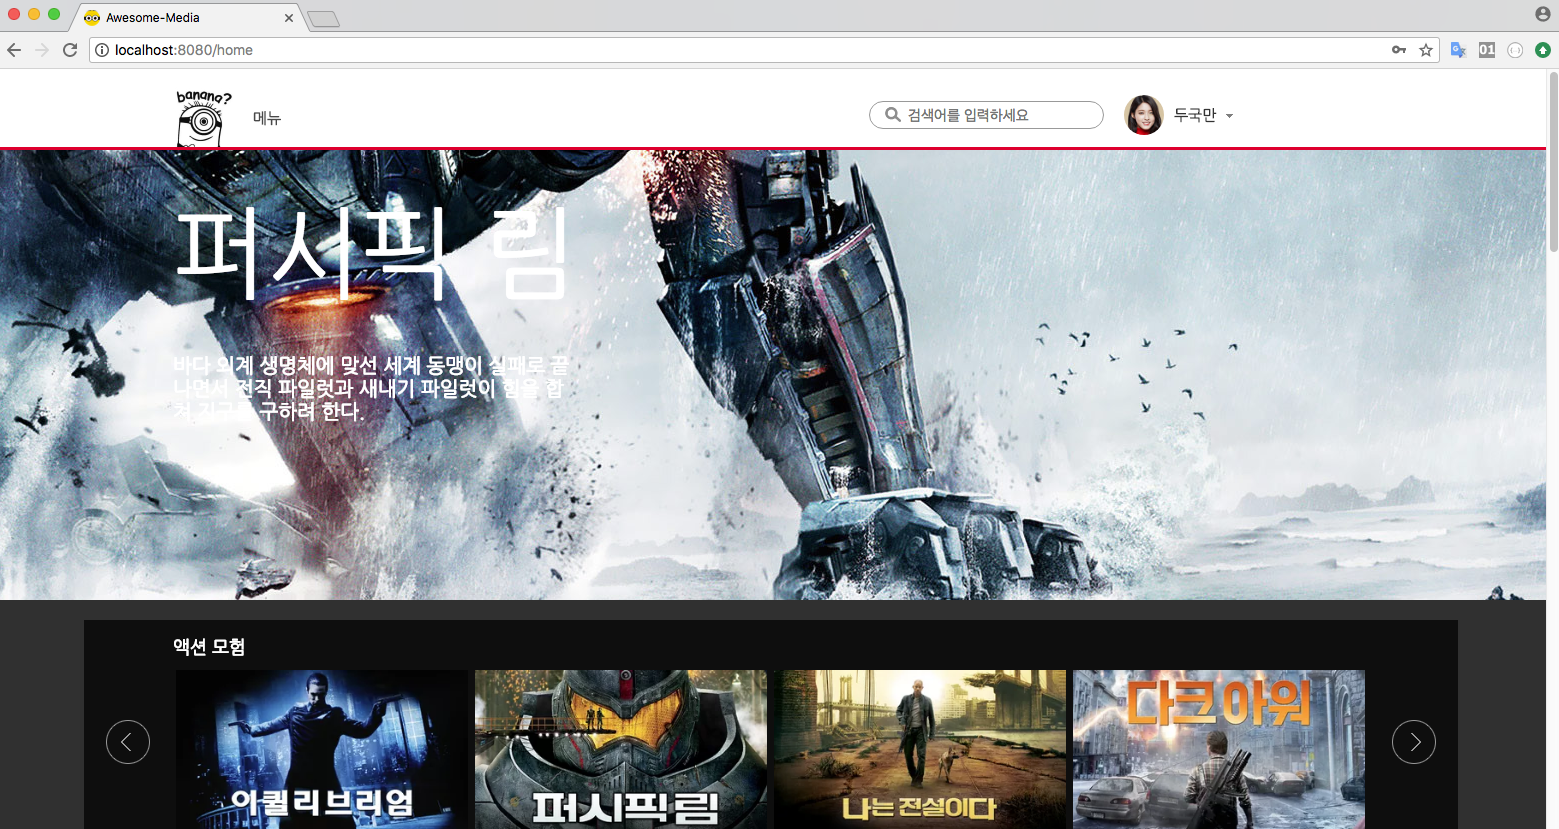 Awesome-Media
localhost:8080/home
01
banana?
메뉴
검색어를 입력하세요
두국만
퍼시픽 림
바다 외계 생명체에 맞선 세계 동맹이 실패로 끝
나면서 전직 파일럿과 새내기 파일럿이 힘을 합
쳐 지구를 구하려 한다.
액션 모험
이퀼리브리엄
퍼시픽림
나는 전설이다
다크아워